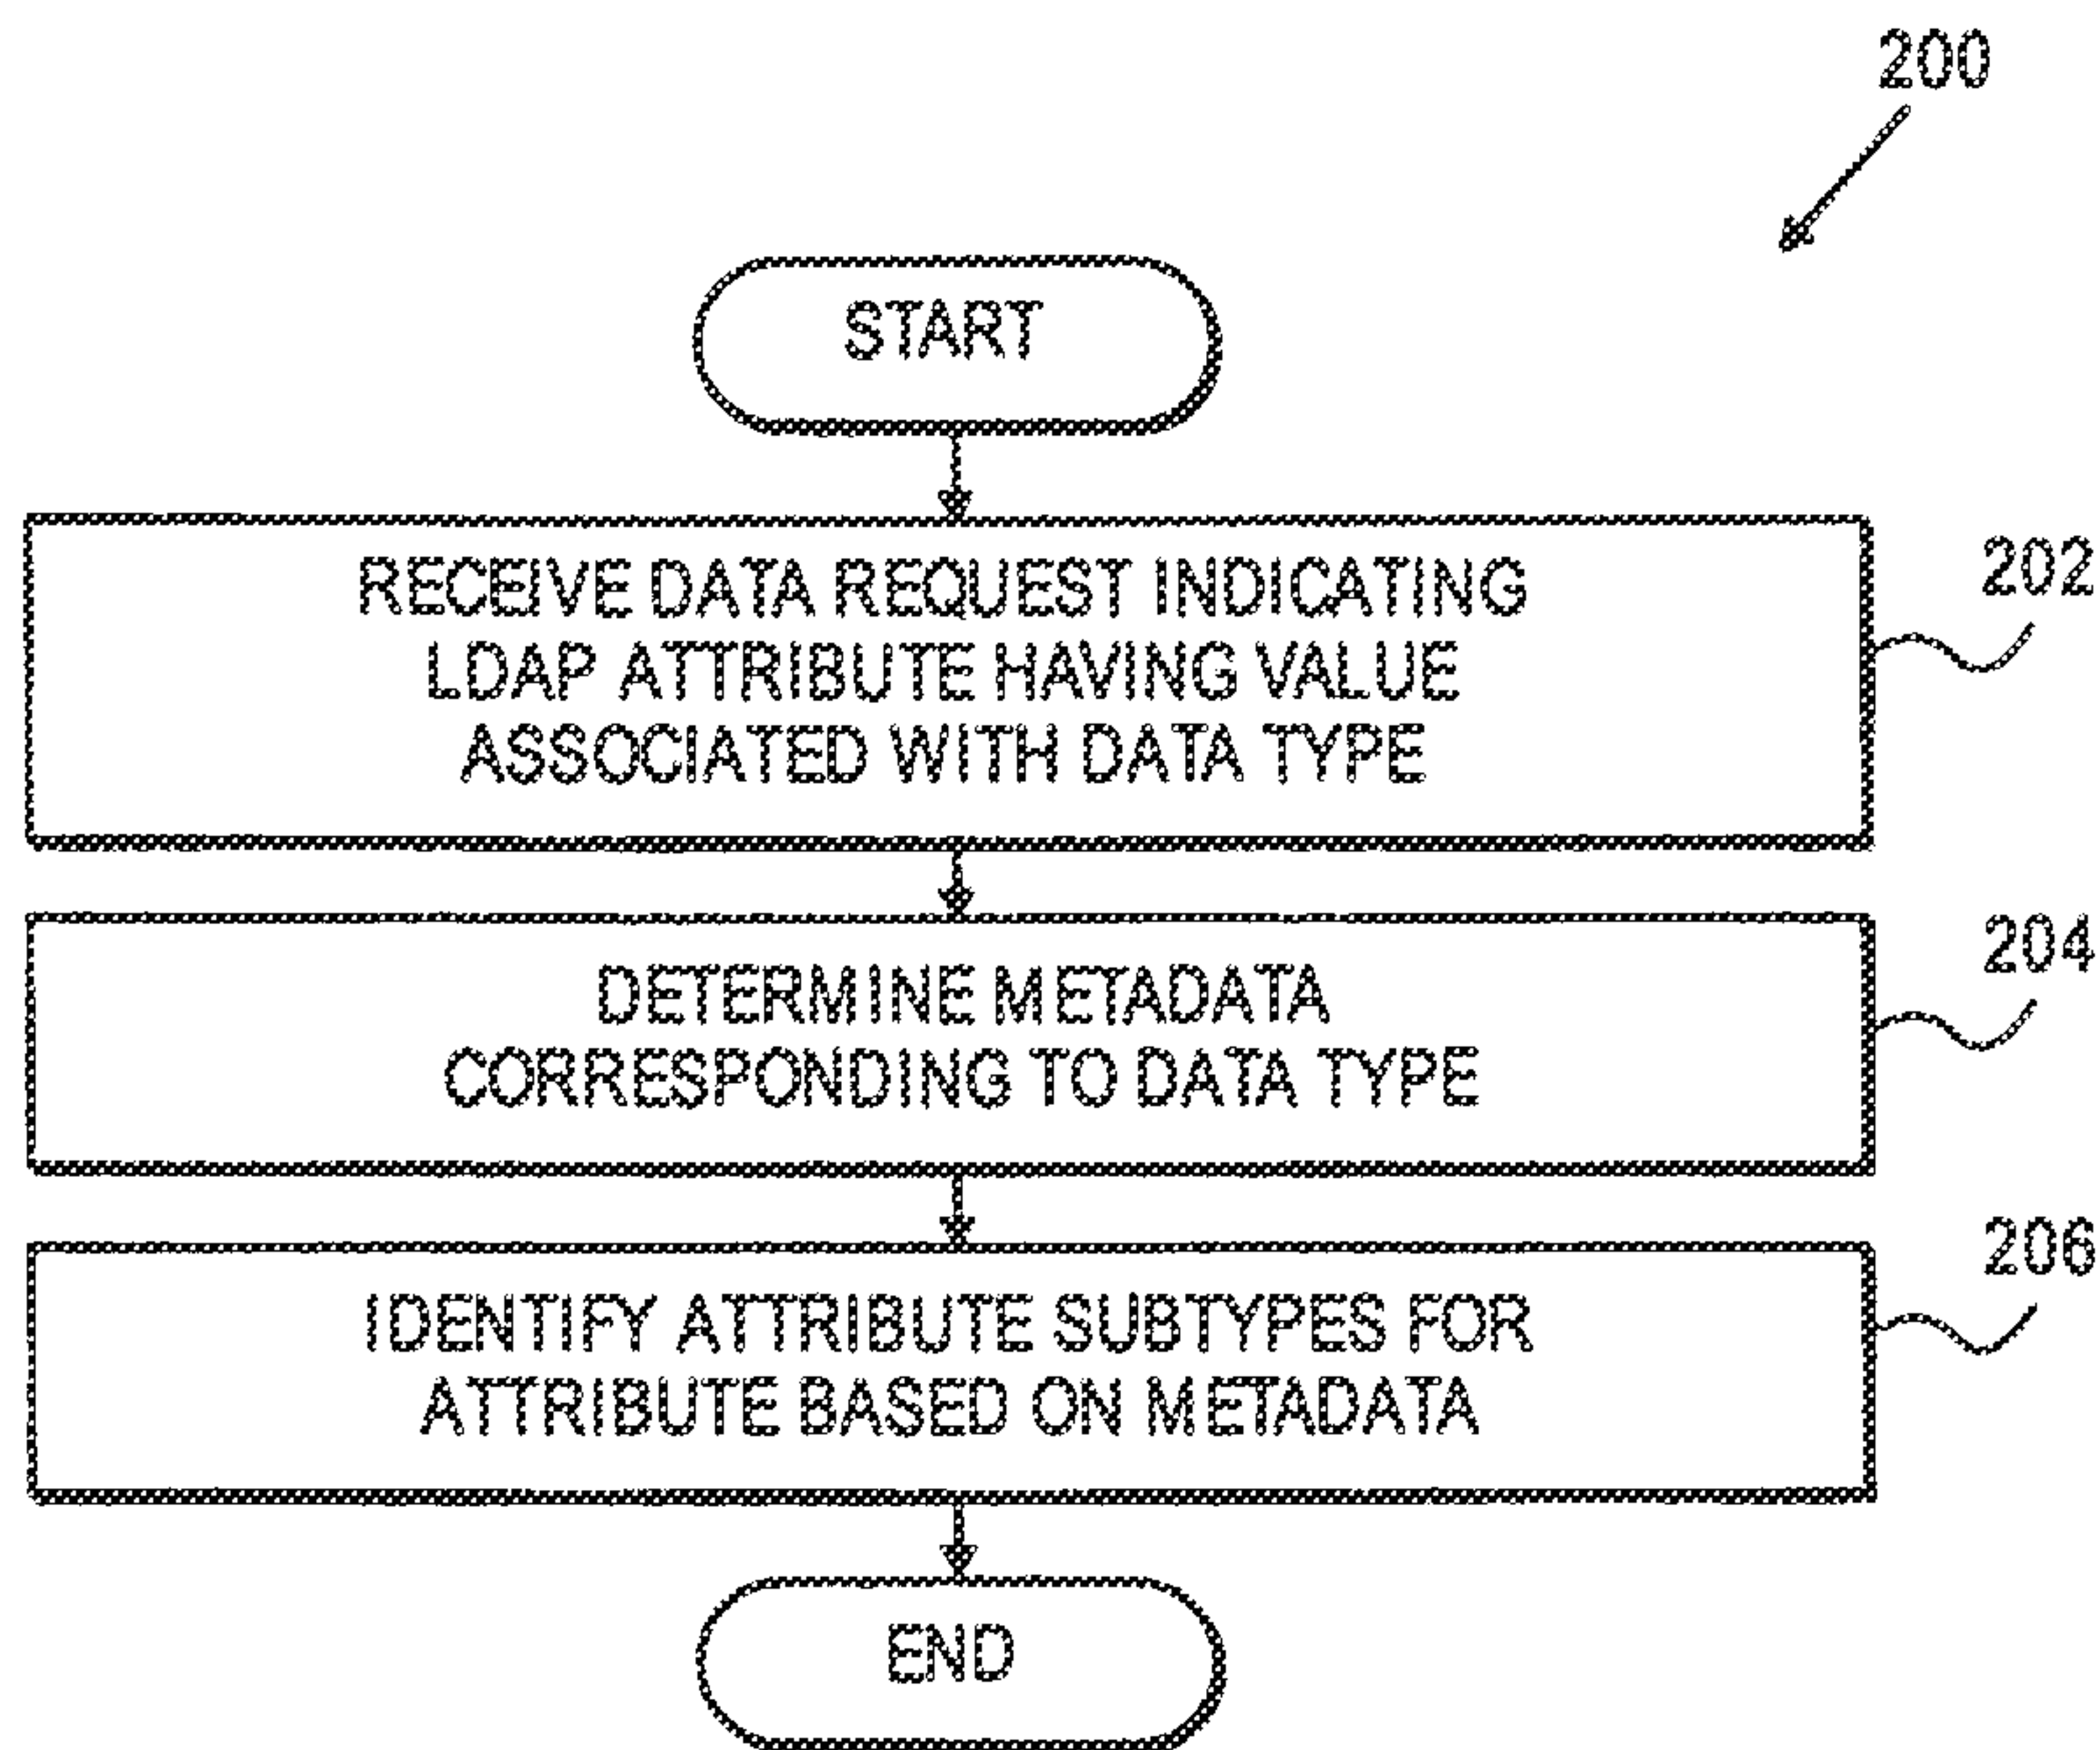 200
START
RECEIVE DATA REQUEST INDICATING
LDAP ATTRIBUTE HAVING VALUE
ASSOCIATED WITH DATA TYPE
202
DETERMINE METADATA
CORRESPONDING TO DATA TYPE
204
IDENTIFY ATTRIBUTE SUBTYPES FOR
ATTRIBUTE BASED ON METADATA
206
END